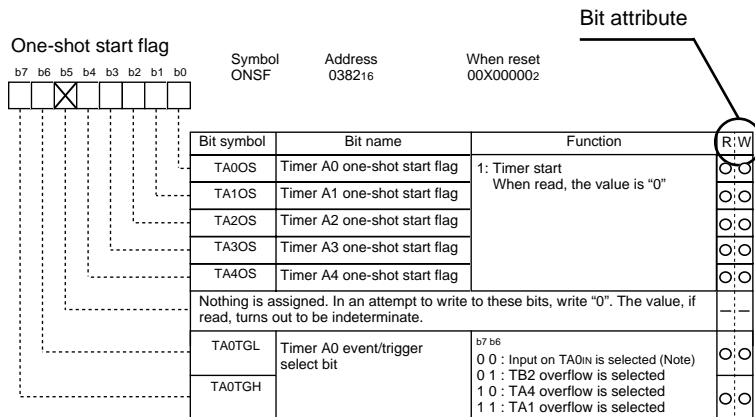 Bit attribute
One-shot start flag
b7 b6 b5 b4 b3 b2 b1 b0
Symbol Address When reset
ONSF 038216 00X000002
Bit symbol Bit name Function R W
TA0OS Timer A0 one-shot start flag 1: Timer start
When read, the value is “0”
TA1OS Timer A1 one-shot start flag
TA2OS Timer A2 one-shot start flag
TA3OS Timer A3 one-shot start flag
TA4OS Timer A4 one-shot start flag
Nothing is assigned. In an attempt to write to these bits, write “0”. The value, if
read, turns out to be indeterminate.
TA0TGL Timer A0 event/trigger
select bit
TA0TGH
b7 b6
0 0 : Input on TA0IN is selected (Note)
0 1 : TB2 overflow is selected
1 0 : TA4 overflow is selected
1 1 : TA1 overflow is selected